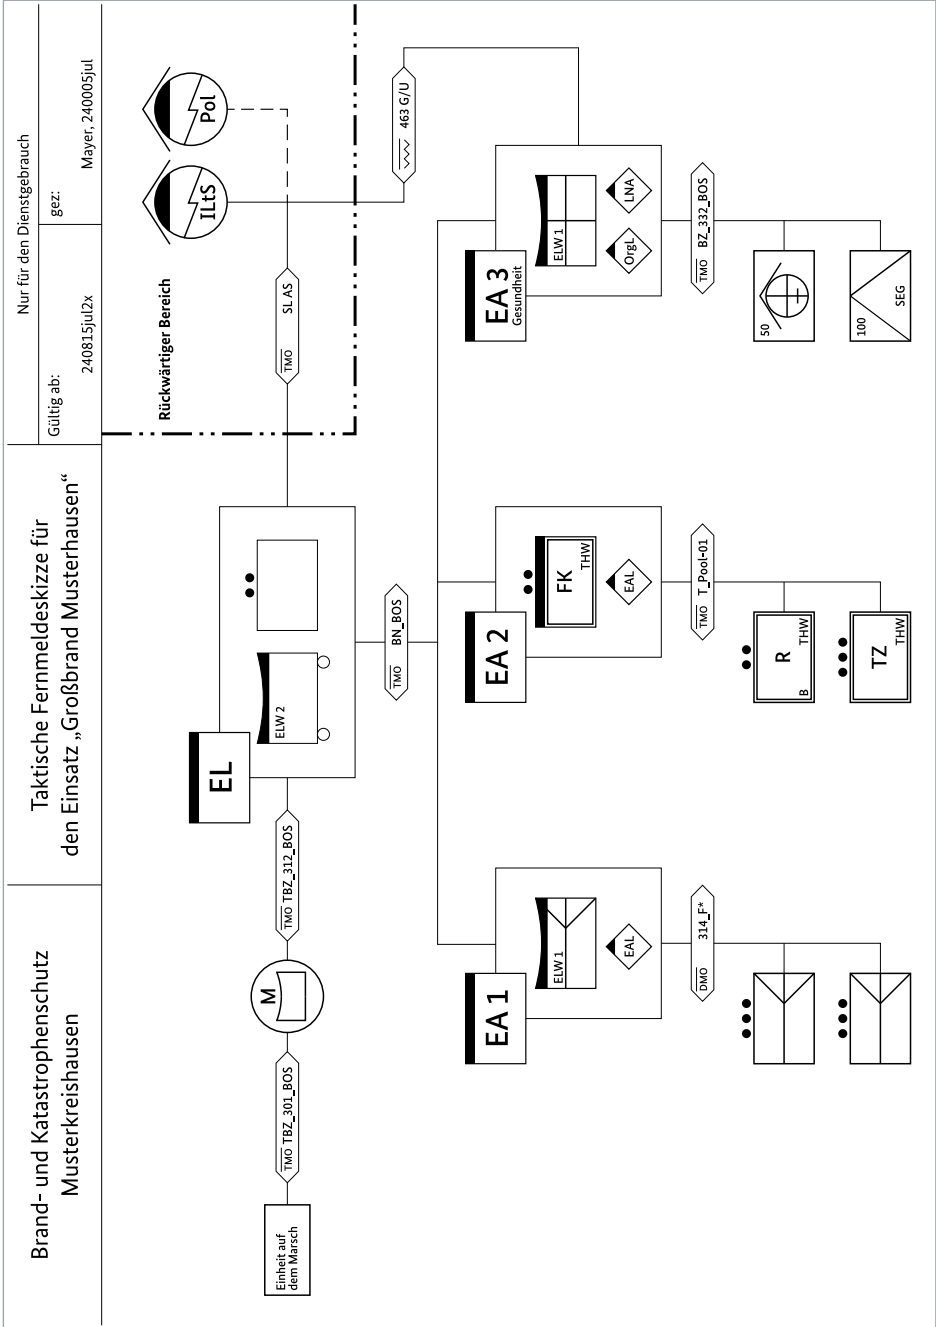 Brand- und Katastrophenschutz
Musterkreishausen
Taktische Fernmeldeskizze für
den Einsatz „Großbrand Musterhausen“
Nur für den Dienstgebrauch
Gültig ab:
240815jul2x
gez:
Mayer, 240005jul
Rückwärtiger Bereich
ILtS
Pol
EL
ELW 2
TMO SL AS
463 G/U
Einheit auf
dem Marsch
TMO TBZ_301_BOS
M
TMO TBZ_312_BOS
TMO BN_BOS
EA 1
ELW 1
EAL
DMO 314_F*
EA 2
FK
THW
EAL
TMO T_Pool-01
R
B
THW
TZ
THW
EA 3
Gesundheit
ELW 1
OrgL
LNA
TMO BZ_332_BOS
50
100
SEG